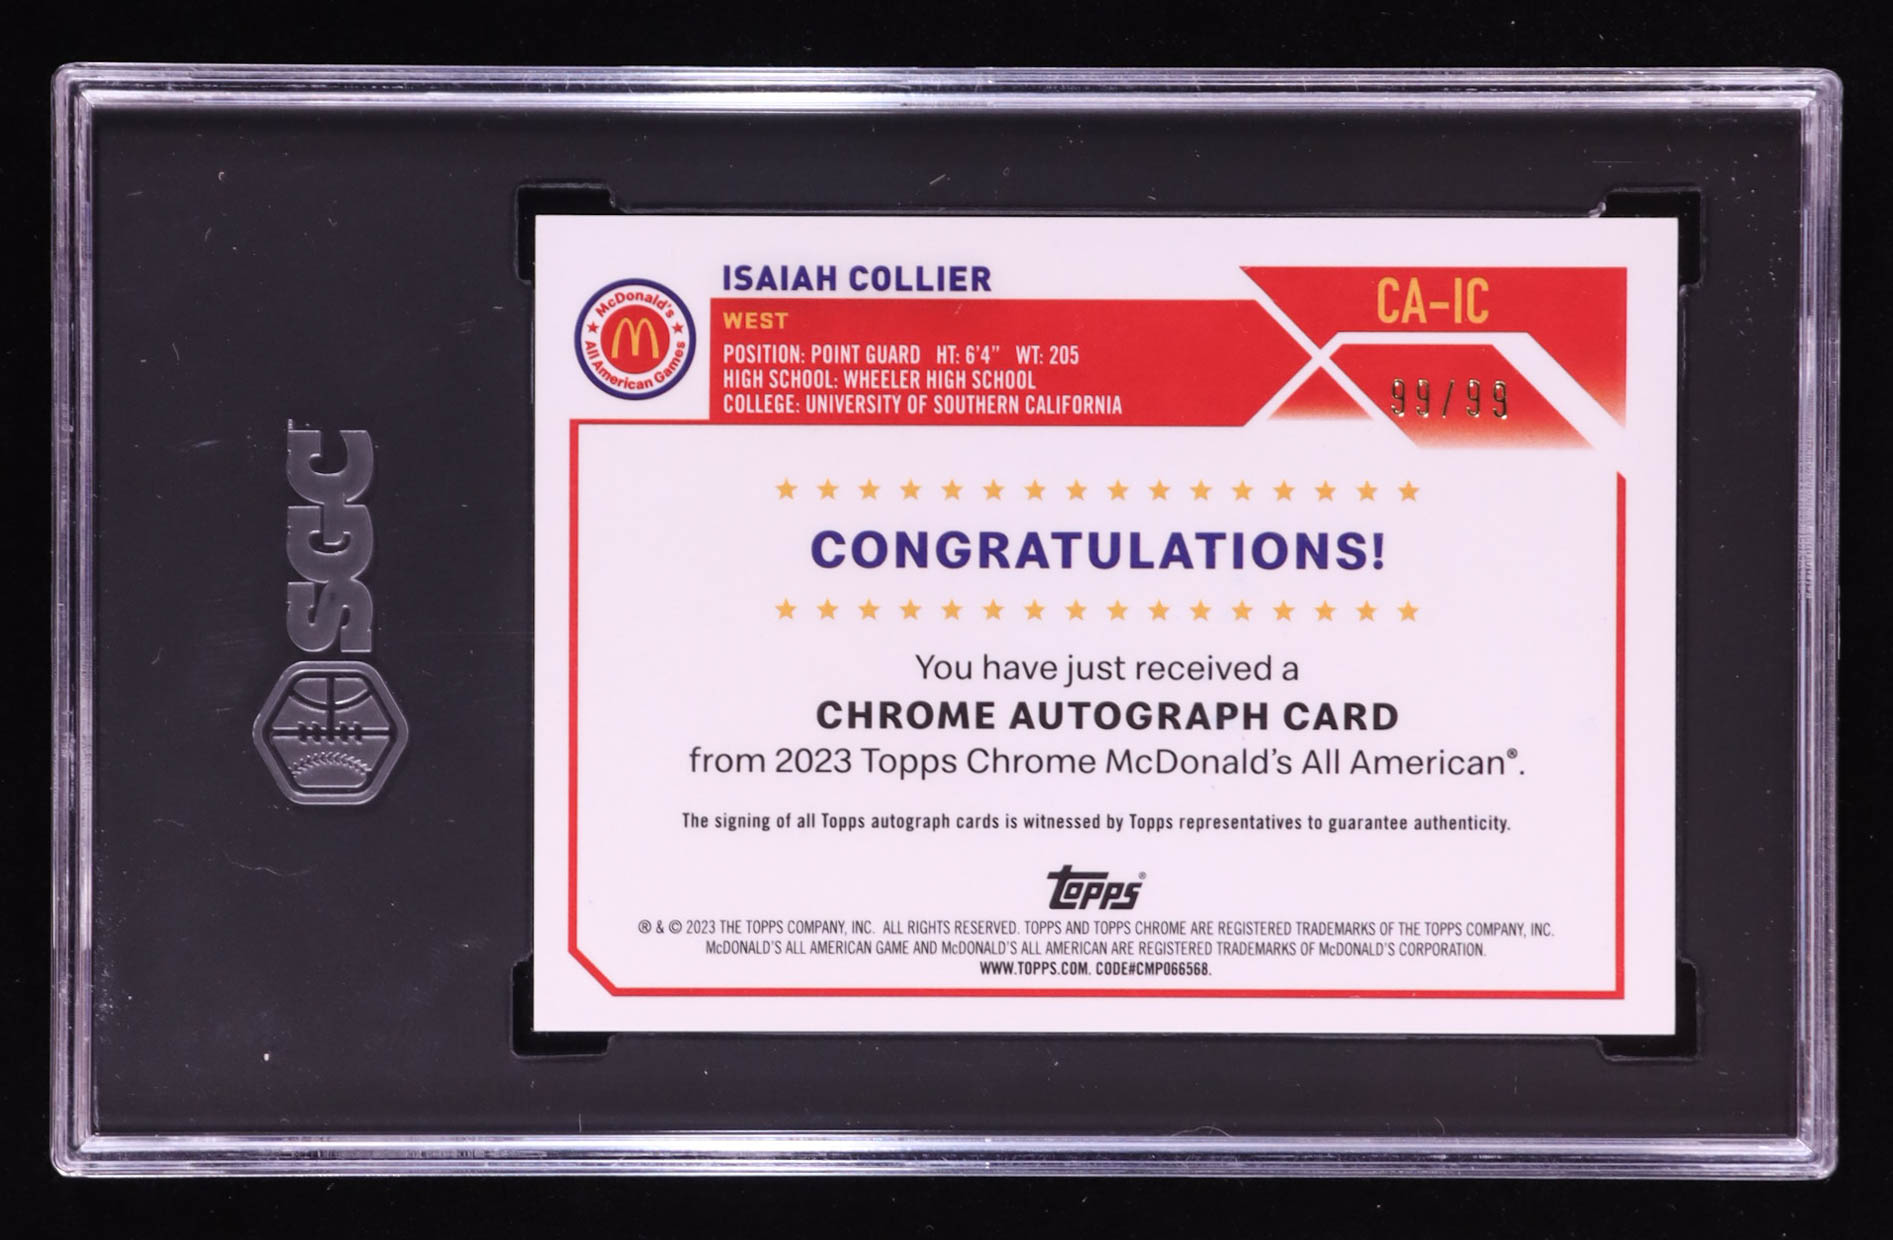 SGC
McDonald's
All American Games
ISAIAH COLLIER
WEST
POSITION: POINT GUARD HT: 6'4" WT: 205
HIGH SCHOOL: WHEELER HIGH SCHOOL
COLLEGE: UNIVERSITY OF SOUTHERN CALIFORNIA
CA-IC
99/99
CONGRATULATIONS!
You have just received a
CHROME AUTOGRAPH CARD
from 2023 Topps Chrome McDonald's All American®.
The signing of all Topps autograph cards is witnessed by Topps representatives to guarantee authenticity.
Topps®
® & © 2023 THE TOPPS COMPANY, INC. ALL RIGHTS RESERVED. TOPPS AND TOPPS CHROME ARE REGISTERED TRADEMARKS OF THE TOPPS COMPANY, INC.
McDONALD'S ALL AMERICAN GAME AND McDONALD'S ALL AMERICAN ARE REGISTERED TRADEMARKS OF McDONALD'S CORPORATION.
WWW.TOPPS.COM. CODE#CMP066568.